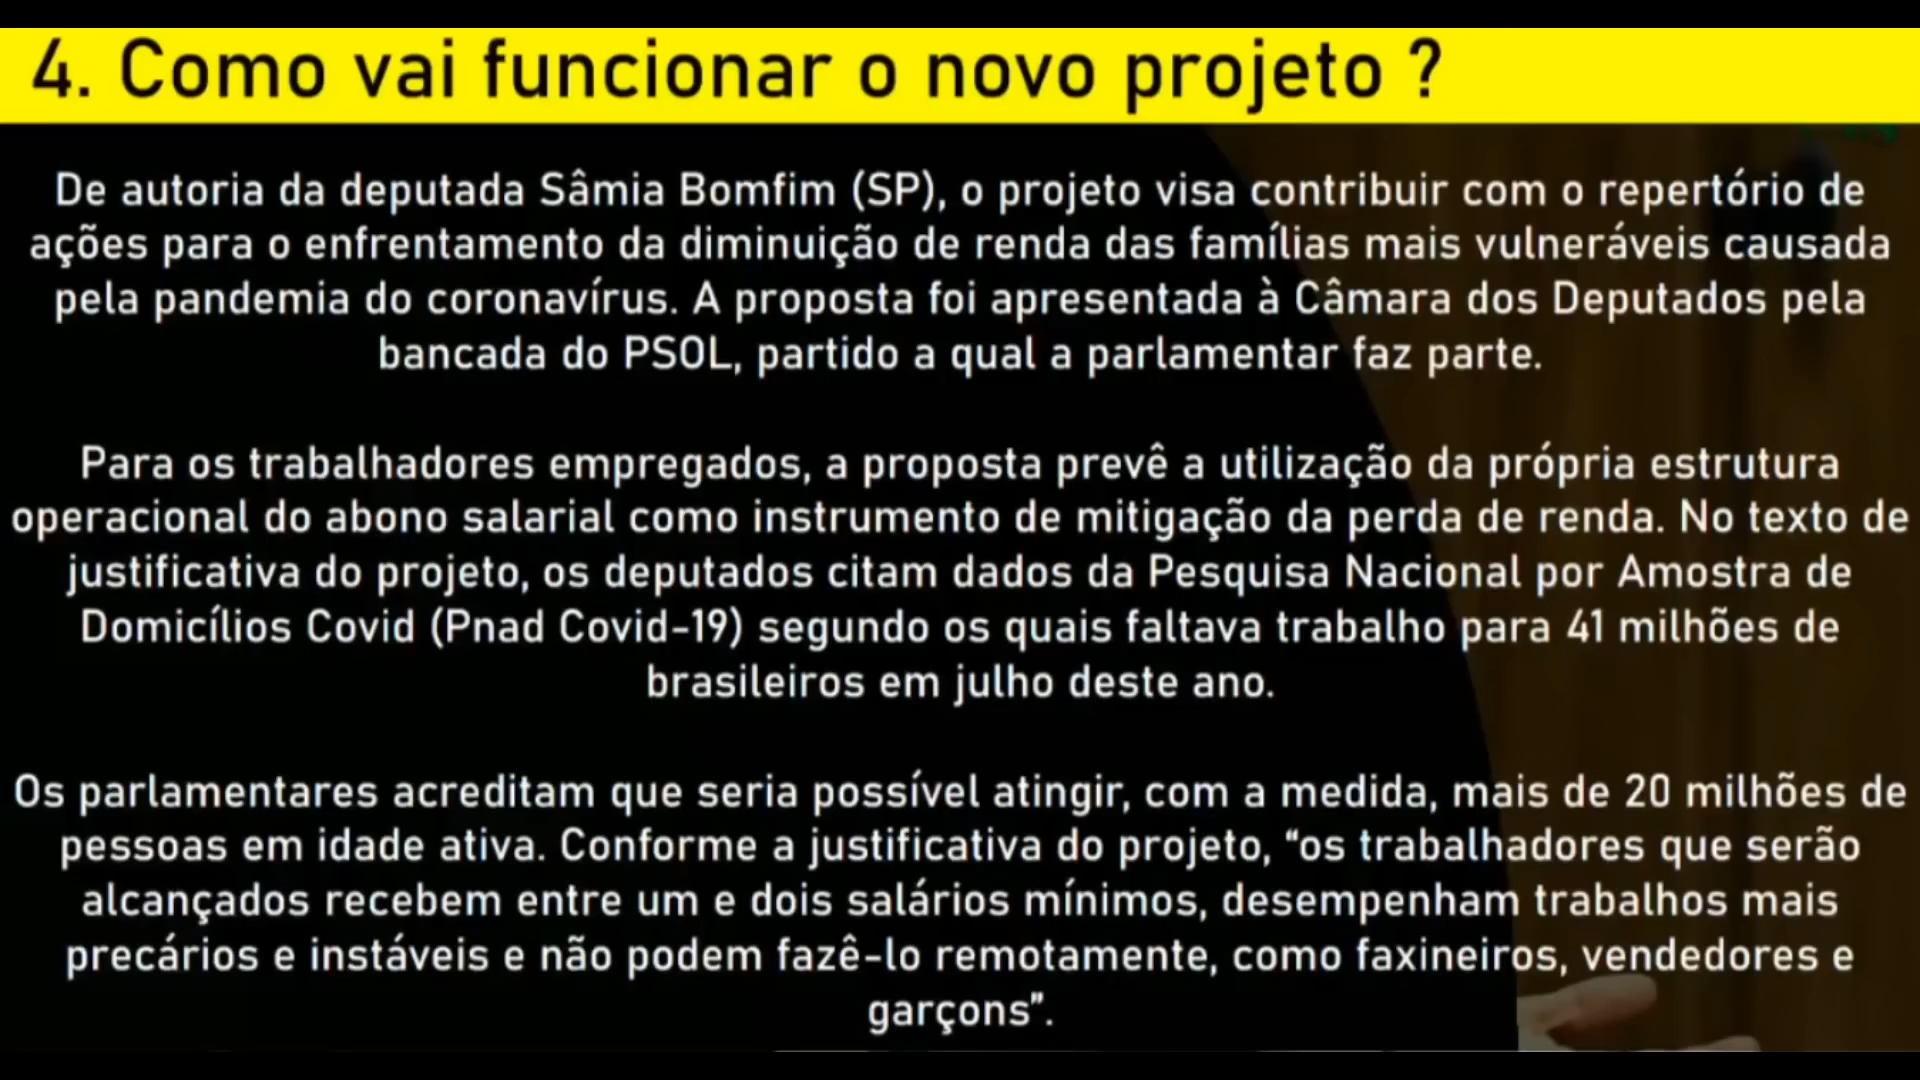 4. Como vai funcionar o novo projeto ?
De autoria da deputada Sâmia Bomfim (SP), o projeto visa contribuir com o repertório de
ações para o enfrentamento da diminuição de renda das famílias mais vulneráveis causada
pela pandemia do coronavírus. A proposta foi apresentada à Câmara dos Deputados pela
bancada do PSOL, partido a qual a parlamentar faz parte.
Para os trabalhadores empregados, a proposta prevê a utilização da própria estrutura
operacional do abono salarial como instrumento de mitigação da perda de renda. No texto de
justificativa do projeto, os deputados citam dados da Pesquisa Nacional por Amostra de
Domicílios Covid (Pnad Covid-19) segundo os quais faltava trabalho para 41 milhões de
brasileiros em julho deste ano.
Os parlamentares acreditam que seria possível atingir, com a medida, mais de 20 milhões de
pessoas em idade ativa. Conforme a justificativa do projeto, “os trabalhadores que serão
alcançados recebem entre um e dois salários mínimos, desempenham trabalhos mais
precários e instáveis e não podem fazê-lo remotamente, como faxineiros, vendedores e
garçons”.